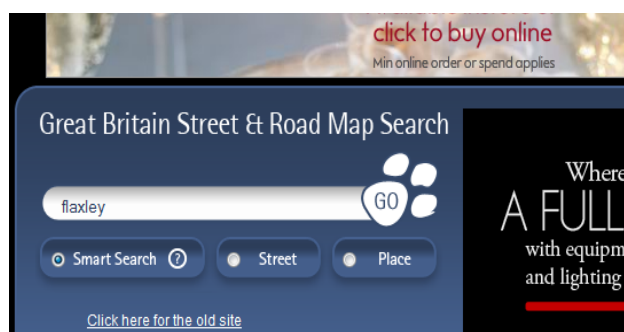 click to buy online
Min online order or spend applies
Great Britain Street & Road Map Search
flaxley
GO
Smart Search ?
Street
Place
Click here for the old site
Where
A FULL
with equipm
and lighting